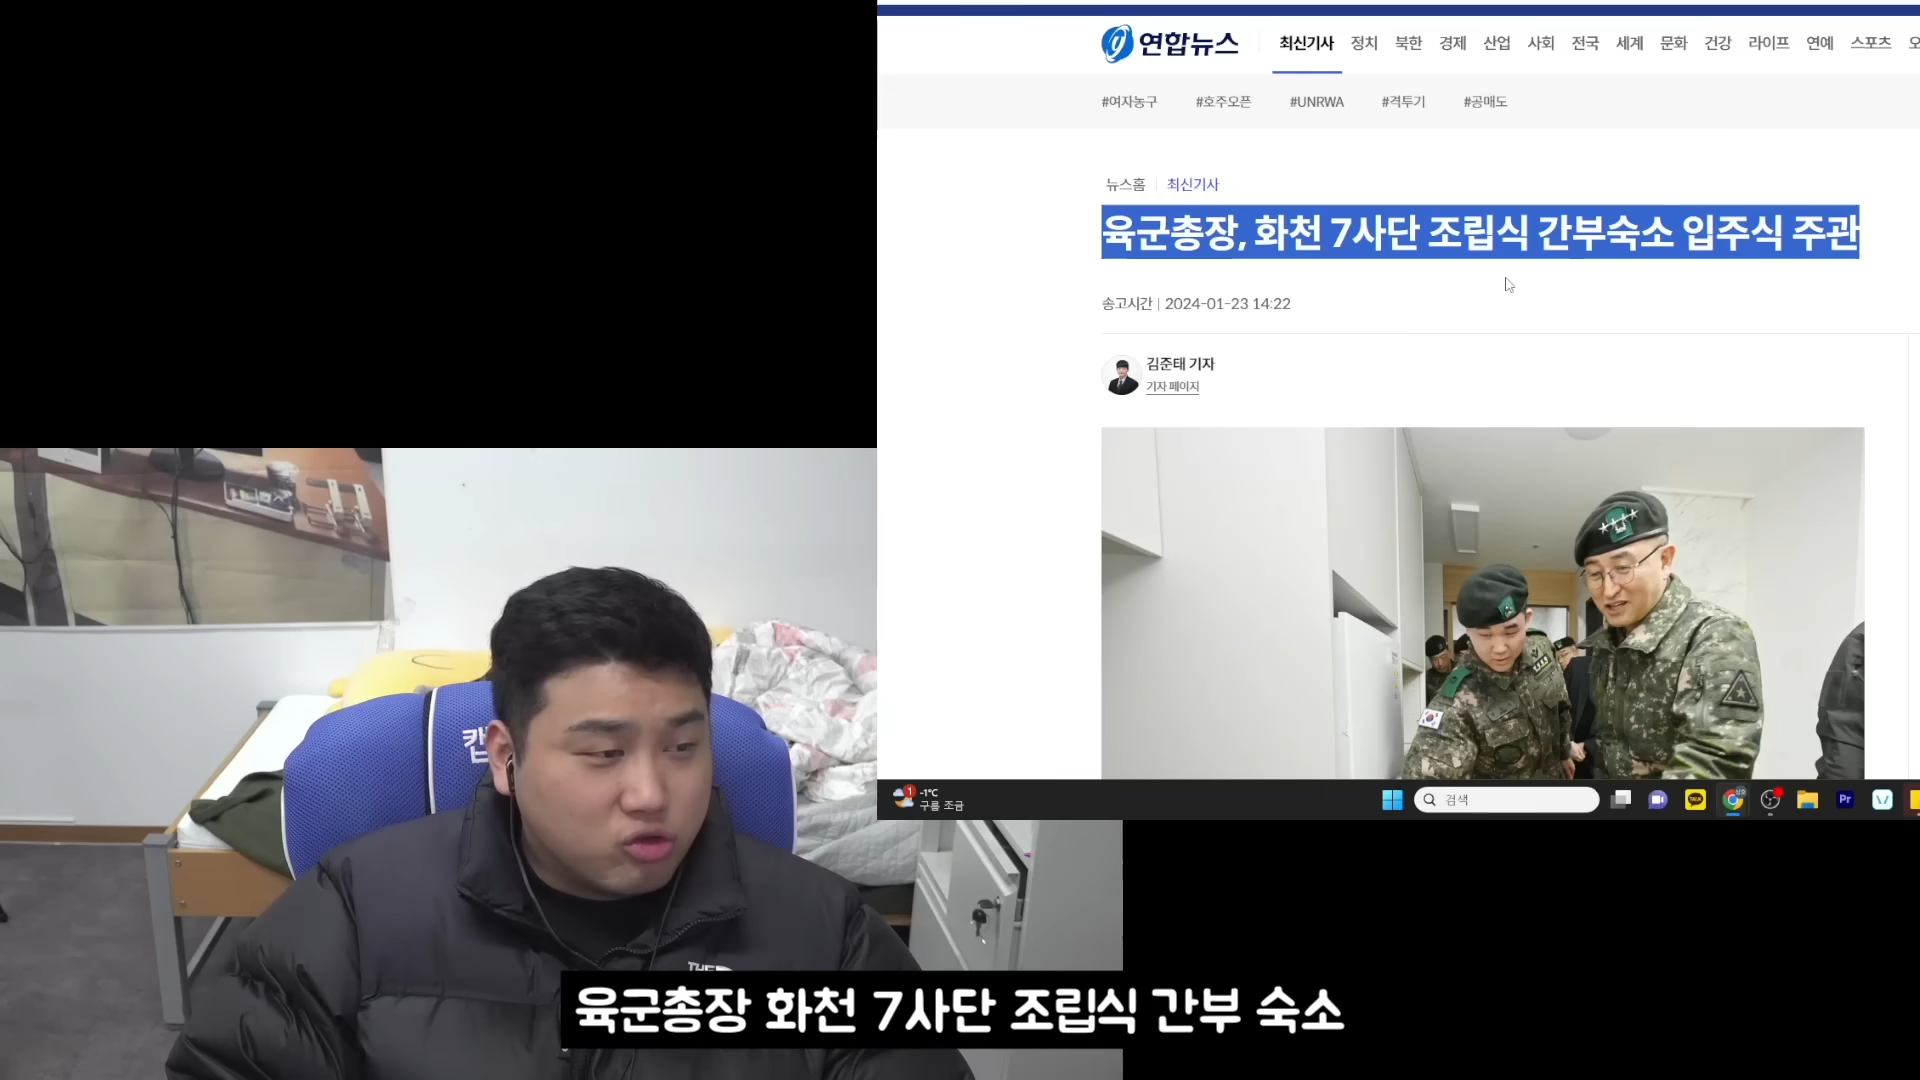 연합뉴스
최신기사 정치 북한 경제 산업 사회 전국 세계 문화 건강 라이프 연예 스포츠
#여자농구 #호주오픈 #UNRWA #격투기 #공매도
뉴스홈 | 최신기사
육군총장, 화천 7사단 조립식 간부숙소 입주식 주관
송고시간 | 2024-01-23 14:22
김준태 기자
기자 페이지
캡
THE
1
-1°C
구름 조금
검색
TALK
Pr
육군총장 화천 7사단 조립식 간부 숙소